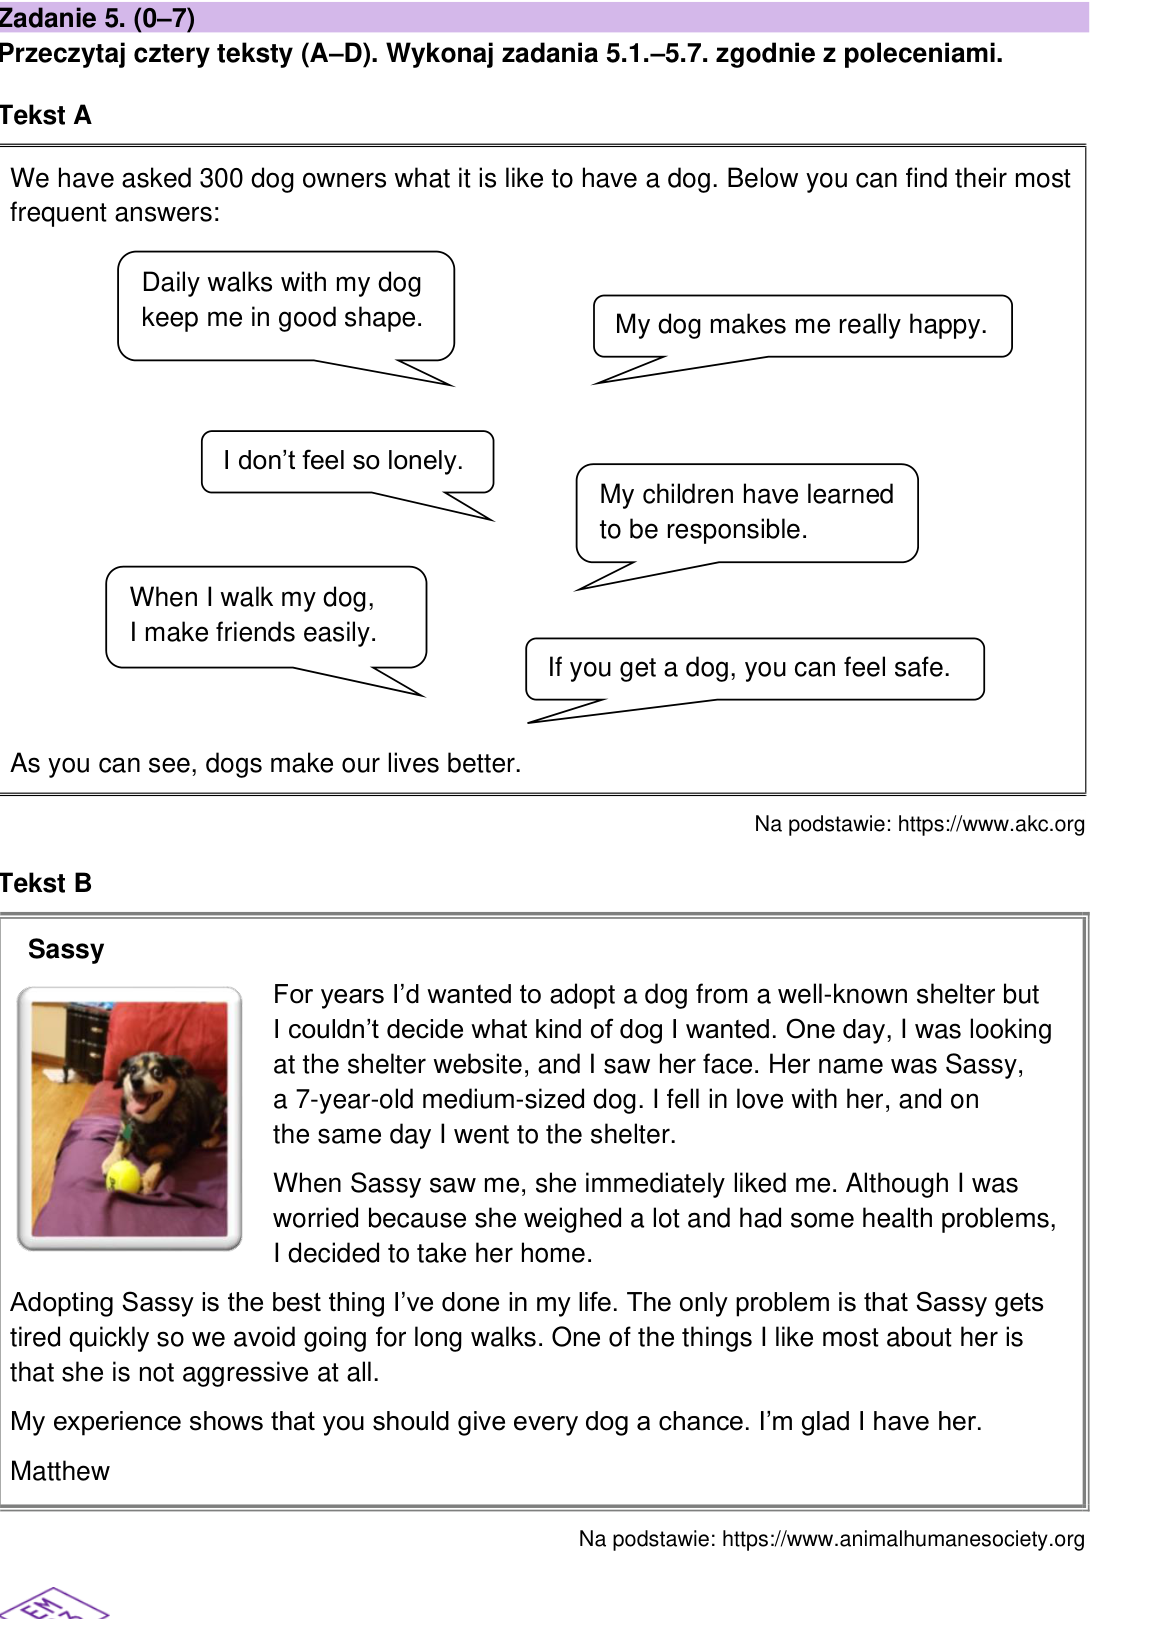 Zadanie 5. (0–7)
Przeczytaj cztery teksty (A–D). Wykonaj zadania 5.1.–5.7. zgodnie z poleceniami.
Tekst A
We have asked 300 dog owners what it is like to have a dog. Below you can find their most
frequent answers:
Daily walks with my dog
keep me in good shape.
My dog makes me really happy.
I don’t feel so lonely.
My children have learned
to be responsible.
When I walk my dog,
I make friends easily.
If you get a dog, you can feel safe.
As you can see, dogs make our lives better.
Na podstawie: https://www.akc.org
Tekst B
Sassy
For years I’d wanted to adopt a dog from a well-known shelter but
I couldn’t decide what kind of dog I wanted. One day, I was looking
at the shelter website, and I saw her face. Her name was Sassy,
a 7-year-old medium-sized dog. I fell in love with her, and on
the same day I went to the shelter.
When Sassy saw me, she immediately liked me. Although I was
worried because she weighed a lot and had some health problems,
I decided to take her home.
Adopting Sassy is the best thing I’ve done in my life. The only problem is that Sassy gets
tired quickly so we avoid going for long walks. One of the things I like most about her is
that she is not aggressive at all.
My experience shows that you should give every dog a chance. I’m glad I have her.
Matthew
Na podstawie: https://www.animalhumanesociety.org
EM